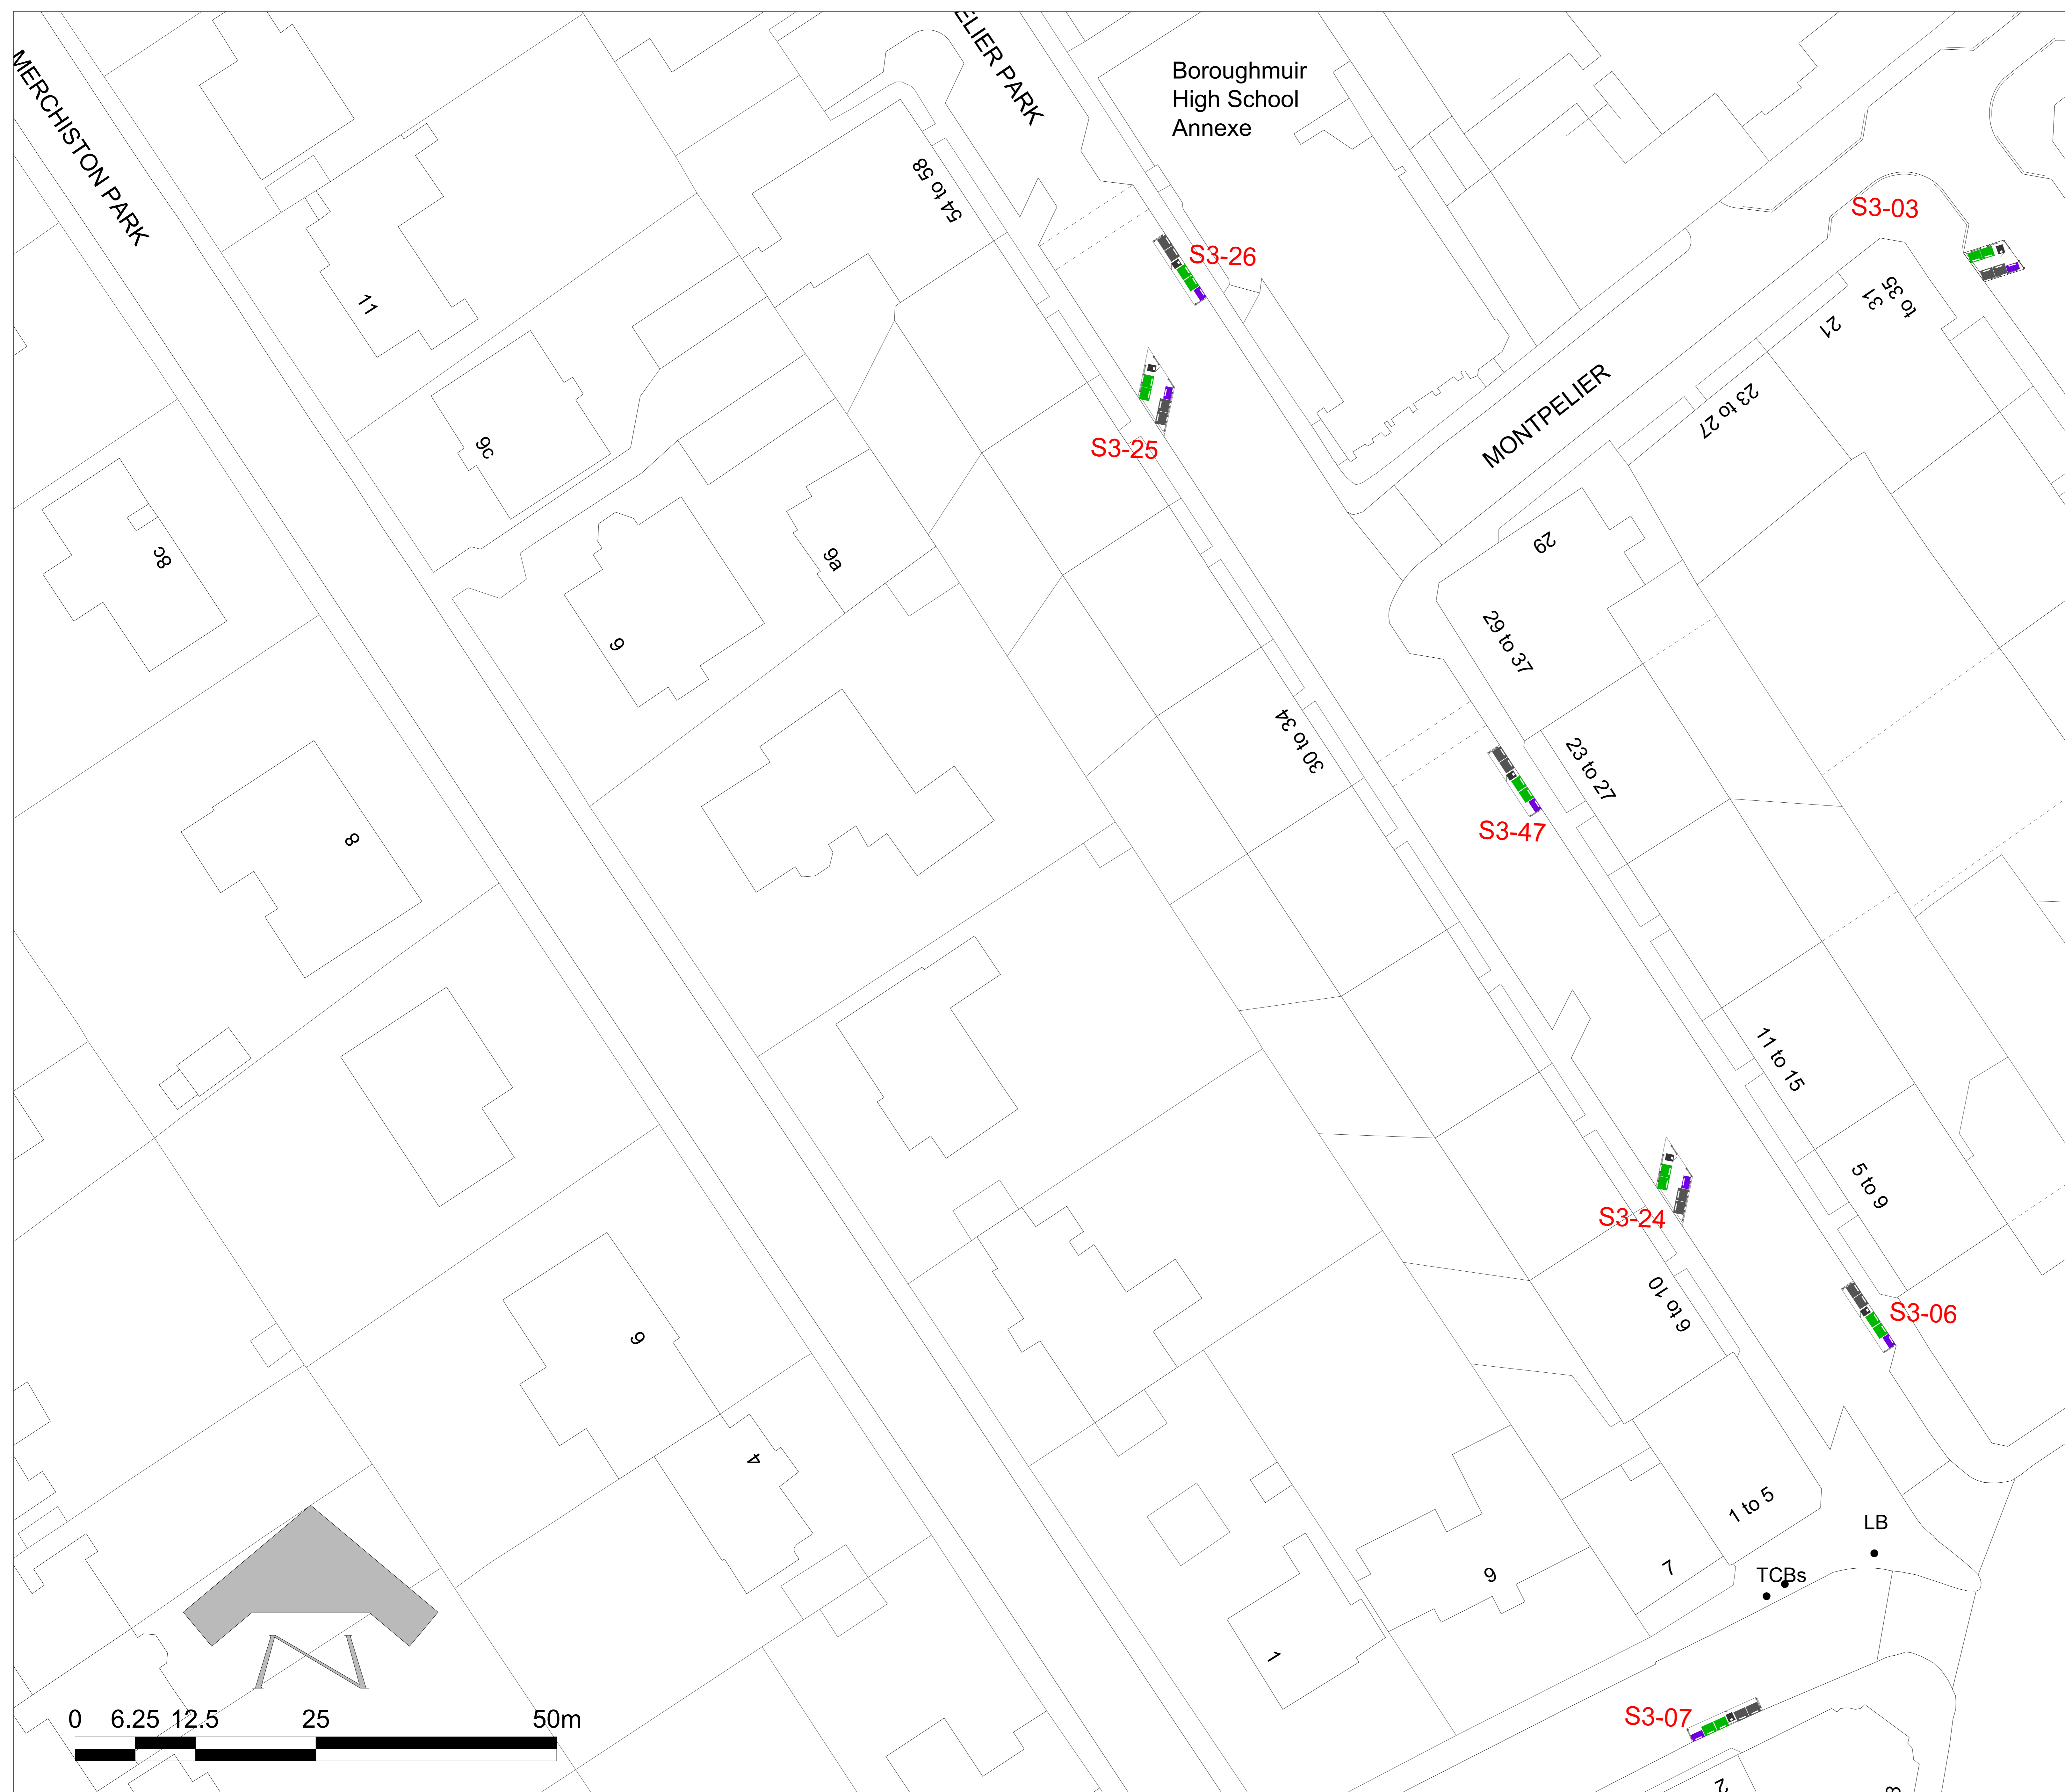 MERCHISTON PARK
ELIER PARK
Boroughmuir
High School
Annexe
54 to 58
S3-03
S3-26
11
31
to 35
21
S3-25
MONTPELIER
23 to 27
9c
29
8c
9a
9
29 to 37
30 to 34
23 to 27
S3-47
8
11 to 15
5 to 9
S3-24
6 to 10
S3-06
6
4
1 to 5
LB
7
9
TCBs
1
S3-07
0 6.25 12.5 25 50m
2